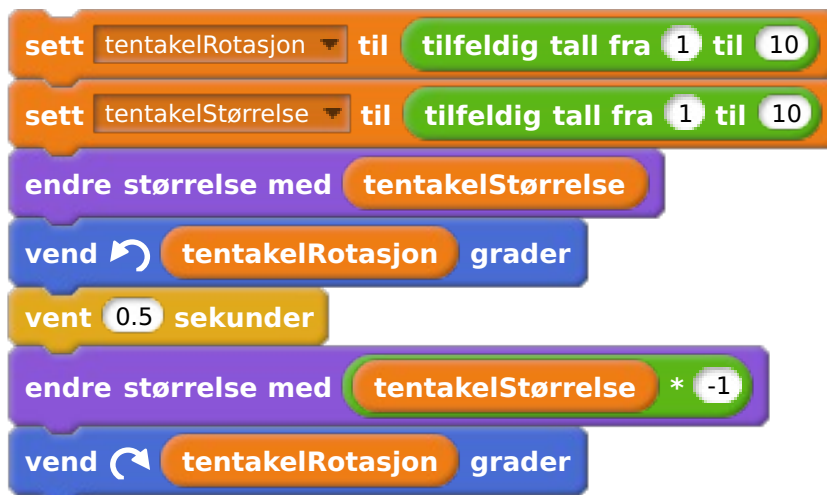 sett tentakelRotasjon til tilfeldig tall fra 1 til 10
sett tentakelStørrelse til tilfeldig tall fra 1 til 10
endre størrelse med tentakelStørrelse
vend tentakelRotasjon grader
vent 0.5 sekunder
endre størrelse med tentakelStørrelse * -1
vend tentakelRotasjon grader